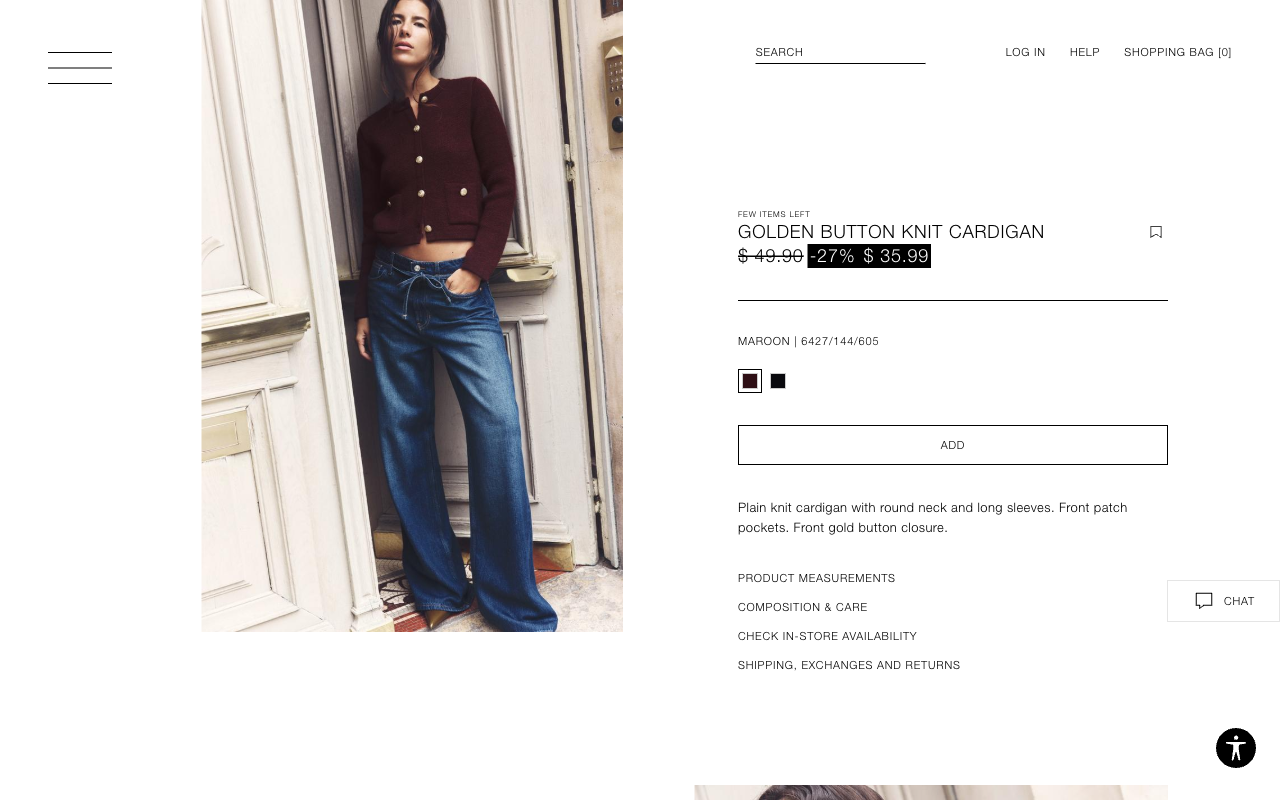 SEARCH
LOG IN
HELP
SHOPPING BAG [0]
FEW ITEMS LEFT
GOLDEN BUTTON KNIT CARDIGAN
$ 49.90 -27% $ 35.99
MAROON | 6427/144/605
ADD
Plain knit cardigan with round neck and long sleeves. Front patch
pockets. Front gold button closure.
PRODUCT MEASUREMENTS
COMPOSITION & CARE
CHECK IN-STORE AVAILABILITY
SHIPPING, EXCHANGES AND RETURNS
CHAT